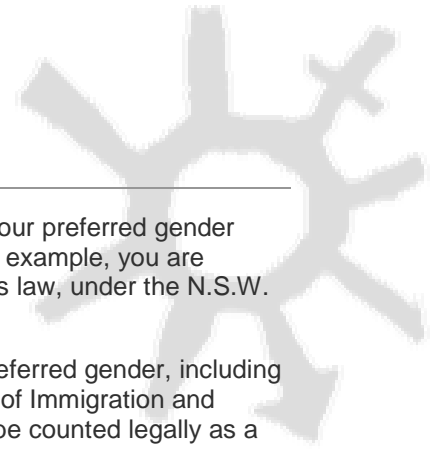 our preferred gender
example, you are
s law, under the N.S.W.
eferred gender, including
of Immigration and
be counted legally as a